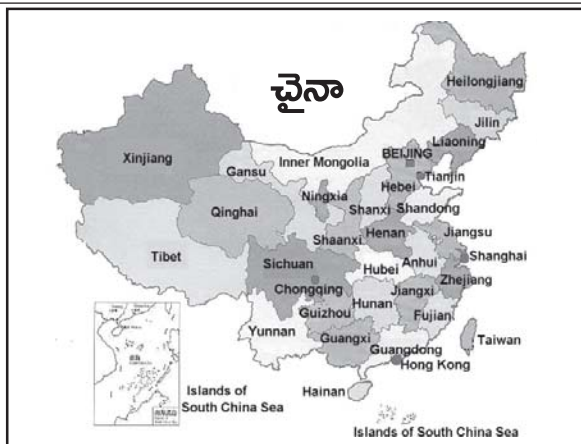 చైనా
Heilongjiang
Jilin
Liaoning
Xinjiang
Inner Mongolia
BEIJING
Gansu
Tianjin
Hebei
Ningxia
Shanxi
Shandong
Qinghai
Shaanxi
Henan
Jiangsu
Tibet
Sichuan
Anhui
Shanghai
Hubei
Chongqing
Zhejiang
Hunan
Jiangxi
Guizhou
Fujian
Yunnan
Guangxi
Guangdong
Taiwan
Hong Kong
Hainan
Islands of
South China Sea
Islands of South China Sea